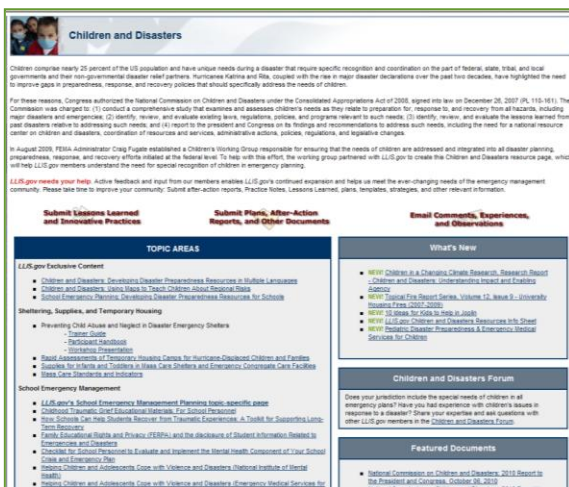 Children and Disasters
Children comprise nearly 25 percent of the US population and have unique needs during a disaster that require specific recognition and coordination on the part of federal, state, tribal, and local
governments and their non-governmental disaster relief partners. Hurricanes Katrina and Rita, coupled with the rise in major disaster declarations over the past two decades, have highlighted the need
to improve gaps in preparedness, response, and recovery policies that should specifically address the needs of children.
For these reasons, Congress authorized the National Commission on Children and Disasters under the Consolidated Appropriations Act of 2008, signed into law on December 26, 2007 (PL 110-161). The
Commission was charged to: (1) conduct a comprehensive study that examines and assesses children's needs as they relate to preparation for, response to, and recovery from all hazards, including
major disasters and emergencies; (2) identify, review, and evaluate existing laws, regulations, policies, and programs relevant to such needs; (3) identify, review, and evaluate the lessons learned from
past disasters relative to addressing such needs; and (4) report to the president and Congress on its findings and recommendations to address such needs, including the need for a national resource
center on children and disasters, coordination of resources and services, administrative actions, policies, regulations, and legislative changes.
In August 2009, FEMA Administrator Craig Fugate established a Children's Working Group responsible for ensuring that the needs of children are addressed and integrated into all disaster planning,
preparedness, response, and recovery efforts initiated at the federal level. To help with this effort, the working group partnered with LLIS.gov to create this Children and Disasters resource page, which
will help LLIS.gov members understand the need for special recognition of children in emergency planning.
LLIS.gov needs your help. Active feedback and input from our members enables LLIS.gov's continued expansion and helps us meet the ever-changing needs of the emergency management
community. Please take time to improve your community: Submit after-action reports, Practice Notes, Lessons Learned, plans, templates, strategies, and other relevant information.
Submit Lessons Learned
and Innovative Practices
Submit Plans, After-Action
Reports, and Other Documents
Email Comments, Experiences,
and Observations
TOPIC AREAS
LLIS.gov Exclusive Content
Children and Disasters: Developing Disaster Preparedness Resources in Multiple Languages
Children and Disasters: Using Maps to Teach Children About Regional Risks
School Emergency Planning: Developing Disaster Preparedness Resources for Schools
Sheltering, Supplies, and Temporary Housing
Preventing Child Abuse and Neglect in Disaster Emergency Shelters
- Trainer Guide
- Participant Handbook
- Workshop Presentation
Rapid Assessments of Temporary Housing Camps for Hurricane-Displaced Children and Families
Supplies for Infants and Toddlers in Mass Care Shelters and Emergency Congregate Care Facilities
Mass Care Standards and Indicators
School Emergency Management
LLIS.gov's School Emergency Management Planning topic-specific page
Childhood Traumatic Grief Educational Materials, For School Personnel
How Schools Can Help Students Recover from Traumatic Experiences: A Toolkit for Supporting Long-
Term Recovery
Family Educational Rights and Privacy (FERPA) and the disclosure of Student Information Related to
Emergencies and Disasters
Checklist for School Personnel to Evaluate and Implement the Mental Health Component of Your School
Crisis and Emergency Plan
Helping Children and Adolescents Cope with Violence and Disasters (National Institute of Mental
Health)
Helping Children and Adolescents Cope with Violence and Disasters (Emergency Medical Services for
What's New
NEW! Children in a Changing Climate Research, Research Report
- Children and Disasters: Understanding Impact and Enabling
Agency
NEW! Topical Fire Report Series, Volume 12, Issue 9 - University
Housing Fires (2007-2009)
NEW! 10 Ideas for Kids to Help in Joplin
NEW! LLIS.gov Children and Disasters Resources Info Sheet
NEW! Pediatric Disaster Preparedness & Emergency Medical
Services for Children
Children and Disasters Forum
Does your jurisdiction include the special needs of children in all
emergency plans? Have you had experience with children's issues in
response to a disaster? Share your expertise and ask questions with
other LLIS.gov members in the Children and Disasters Forum.
Featured Documents
National Commission on Children and Disasters, 2010 Report to
the President and Congress, October 06, 2010